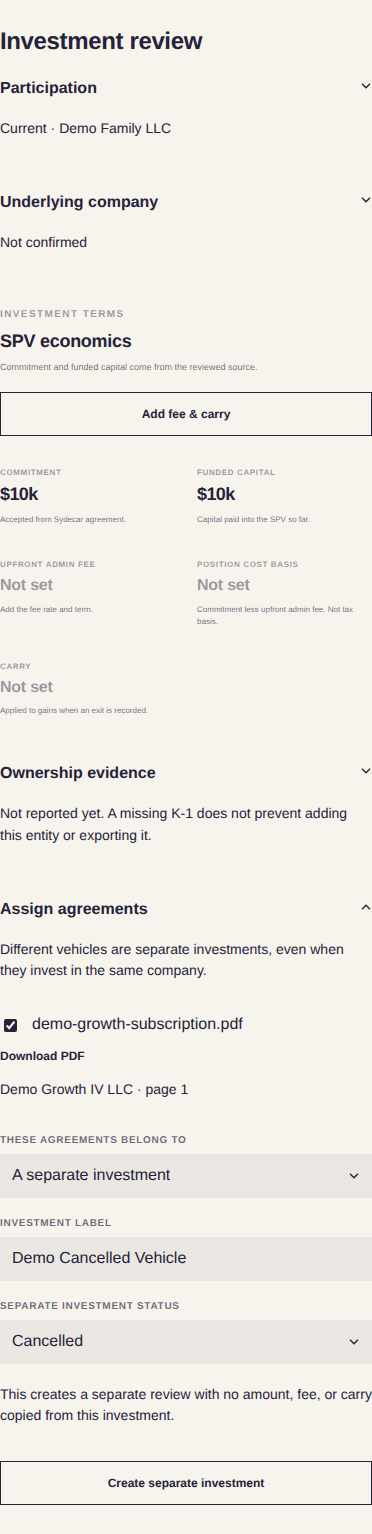 Investment review
Participation
Current · Demo Family LLC
Underlying company
Not confirmed
INVESTMENT TERMS
SPV economics
Commitment and funded capital come from the reviewed source.
Add fee & carry
COMMITMENT
$10k
Accepted from Sydecar agreement.
FUNDED CAPITAL
$10k
Capital paid into the SPV so far.
UPFRONT ADMIN FEE
Not set
Add the fee rate and term.
POSITION COST BASIS
Not set
Commitment less upfront admin fee. Not tax
basis.
CARRY
Not set
Applied to gains when an exit is recorded.
Ownership evidence
Not reported yet. A missing K-1 does not prevent adding
this entity or exporting it.
Assign agreements
Different vehicles are separate investments, even when
they invest in the same company.
demo-growth-subscription.pdf
Download PDF
Demo Growth IV LLC · page 1
THESE AGREEMENTS BELONG TO
A separate investment
INVESTMENT LABEL
Demo Cancelled Vehicle
SEPARATE INVESTMENT STATUS
Cancelled
This creates a separate review with no amount, fee, or carry
copied from this investment.
Create separate investment